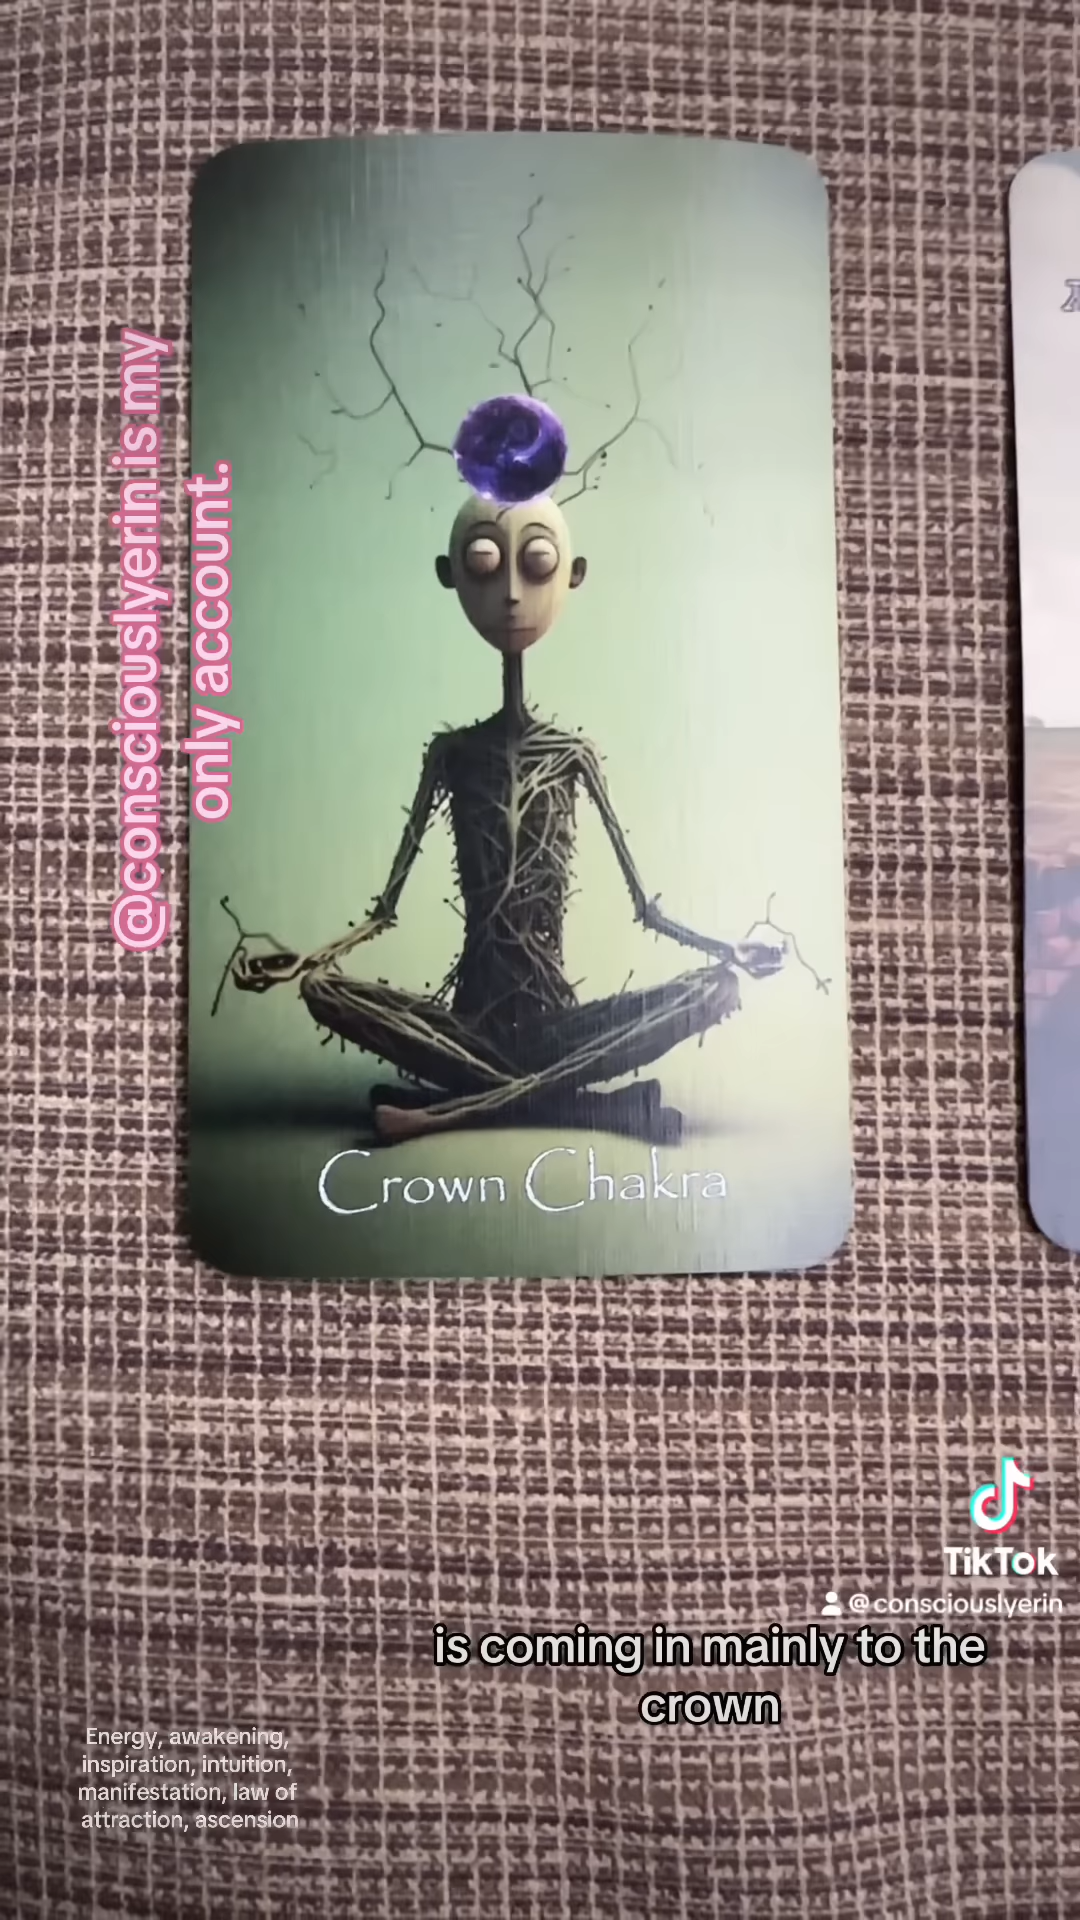 @consciouslyerin is my
only account.
Crown Chakra
TikTok
@consciouslyerin
is coming in mainly to the
crown
Energy, awakening,
inspiration, intuition,
manifestation, law of
attraction, ascension